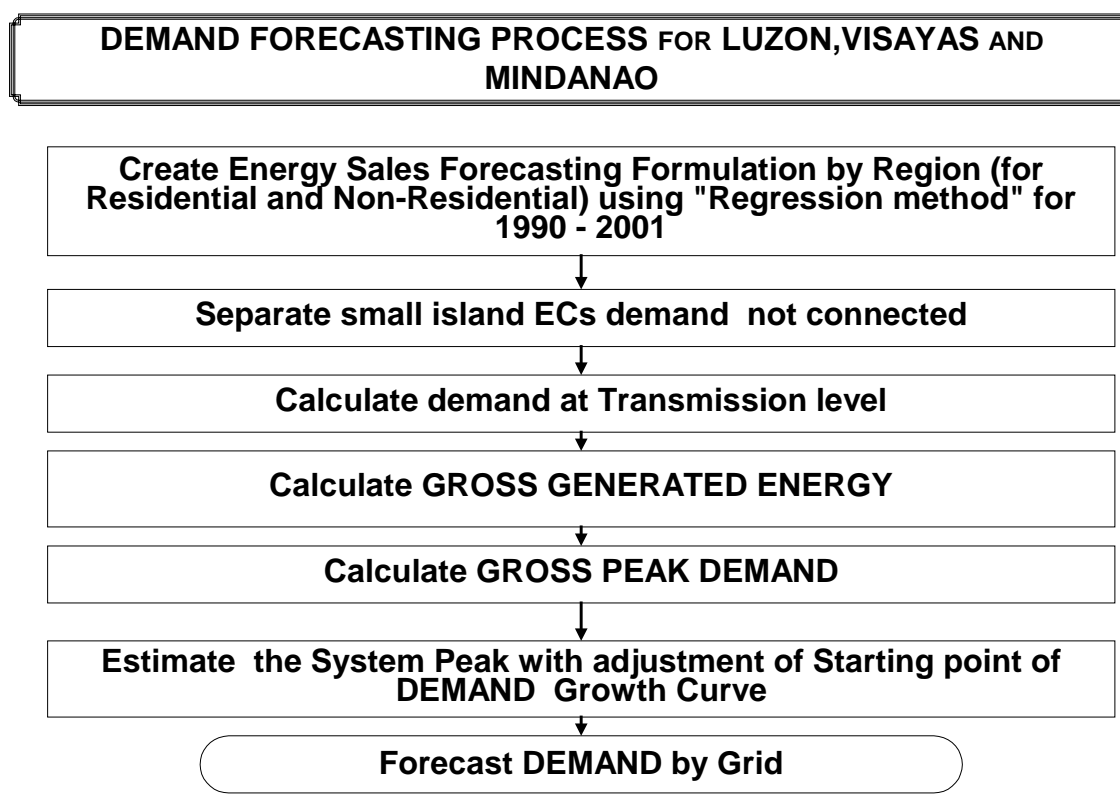 DEMAND FORECASTING PROCESS FOR LUZON,VISAYAS AND
MINDANAO
Create Energy Sales Forecasting Formulation by Region (for
Residential and Non-Residential) using "Regression method" for
1990 - 2001
Separate small island ECs demand  not connected
Calculate demand at Transmission level
Calculate GROSS GENERATED ENERGY
Calculate GROSS PEAK DEMAND
Estimate  the System Peak with adjustment of Starting point of
DEMAND  Growth Curve
Forecast DEMAND by Grid